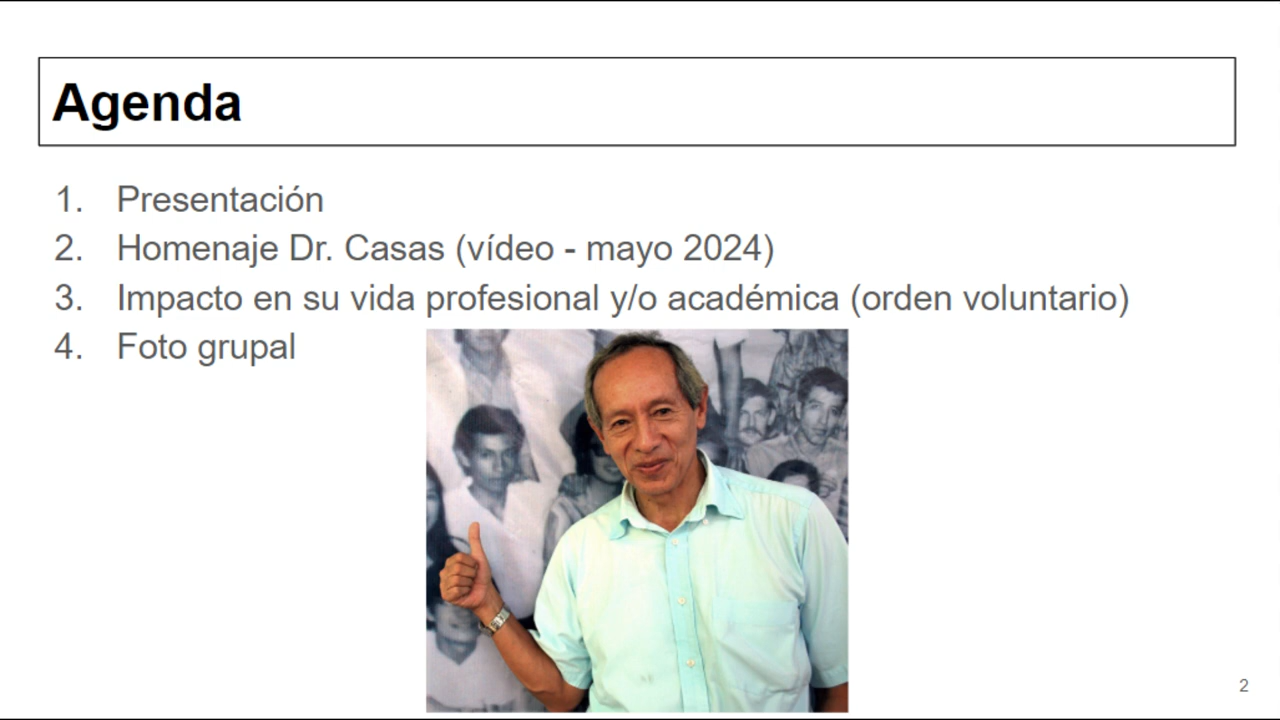 Agenda
1. Presentación
2. Homenaje Dr. Casas (vídeo - mayo 2024)
3. Impacto en su vida profesional y/o académica (orden voluntario)
4. Foto grupal
2